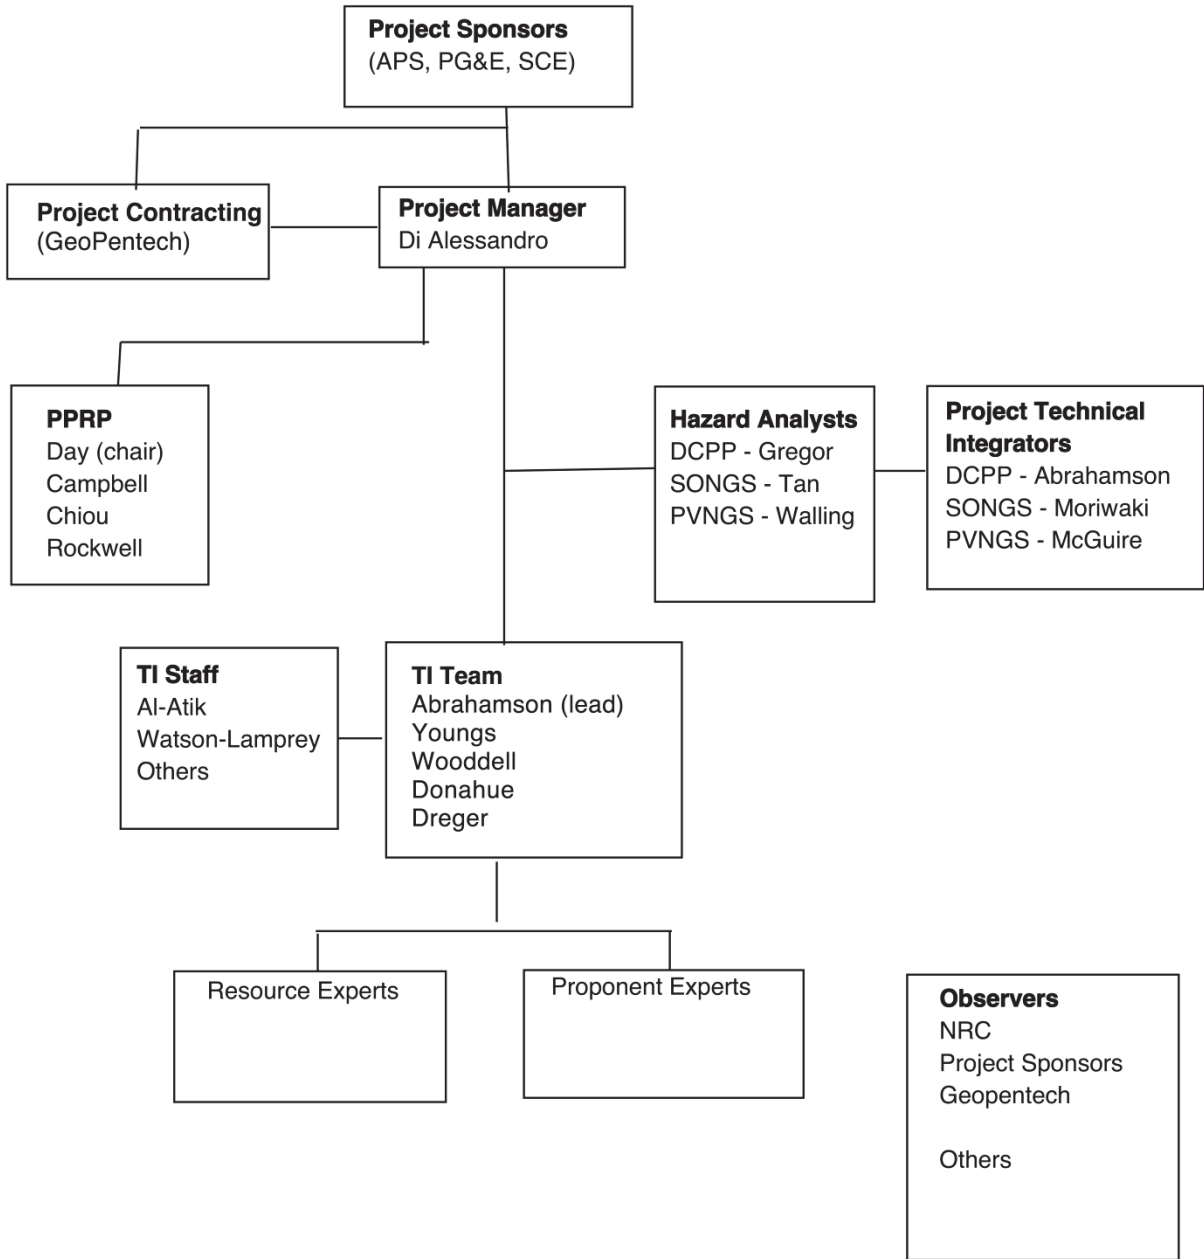 Project Sponsors
(APS, PG&E, SCE)
Project Contracting
(GeoPentech)
Project Manager
Di Alessandro
PPRP
Day (chair)
Campbell
Chiou
Rockwell
Hazard Analysts
DCPP - Gregor
SONGS - Tan
PVNGS - Walling
Project Technical
Integrators
DCPP - Abrahamson
SONGS - Moriwaki
PVNGS - McGuire
TI Staff
Al-Atik
Watson-Lamprey
Others
TI Team
Abrahamson (lead)
Youngs
Wooddell
Donahue
Dreger
Resource Experts
Proponent Experts
Observers
NRC
Project Sponsors
Geopentech
Others